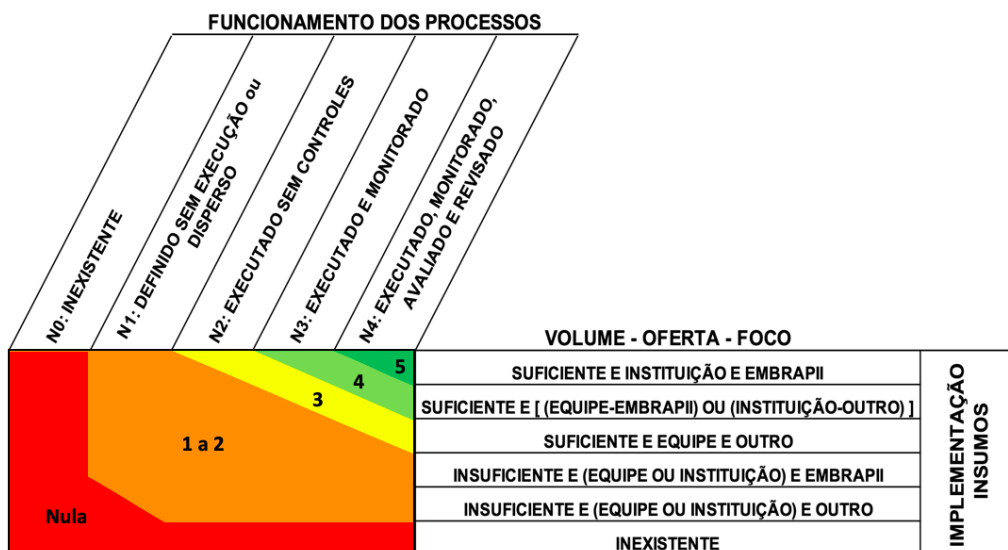 FUNCIONAMENTO DOS PROCESSOS
N0: INEXISTENTE
N1: DEFINIDO SEM EXECUÇÃO ou
DISPERSO
N2: EXECUTADO SEM CONTROLES
N3: EXECUTADO E MONITORADO
N4: EXECUTADO, MONITORADO,
AVALIADO E REVISADO
VOLUME - OFERTA - FOCO
5
SUFICIENTE E INSTITUIÇÃO E EMBRAPII
4
SUFICIENTE E [ (EQUIPE-EMBRAPII) OU (INSTITUIÇÃO-OUTRO) ]
3
SUFICIENTE E EQUIPE E OUTRO
1 a 2
INSUFICIENTE E (EQUIPE OU INSTITUIÇÃO) E EMBRAPII
INSUFICIENTE E (EQUIPE OU INSTITUIÇÃO) E OUTRO
Nula
INEXISTENTE
IMPLEMENTAÇÃO
INSUMOS